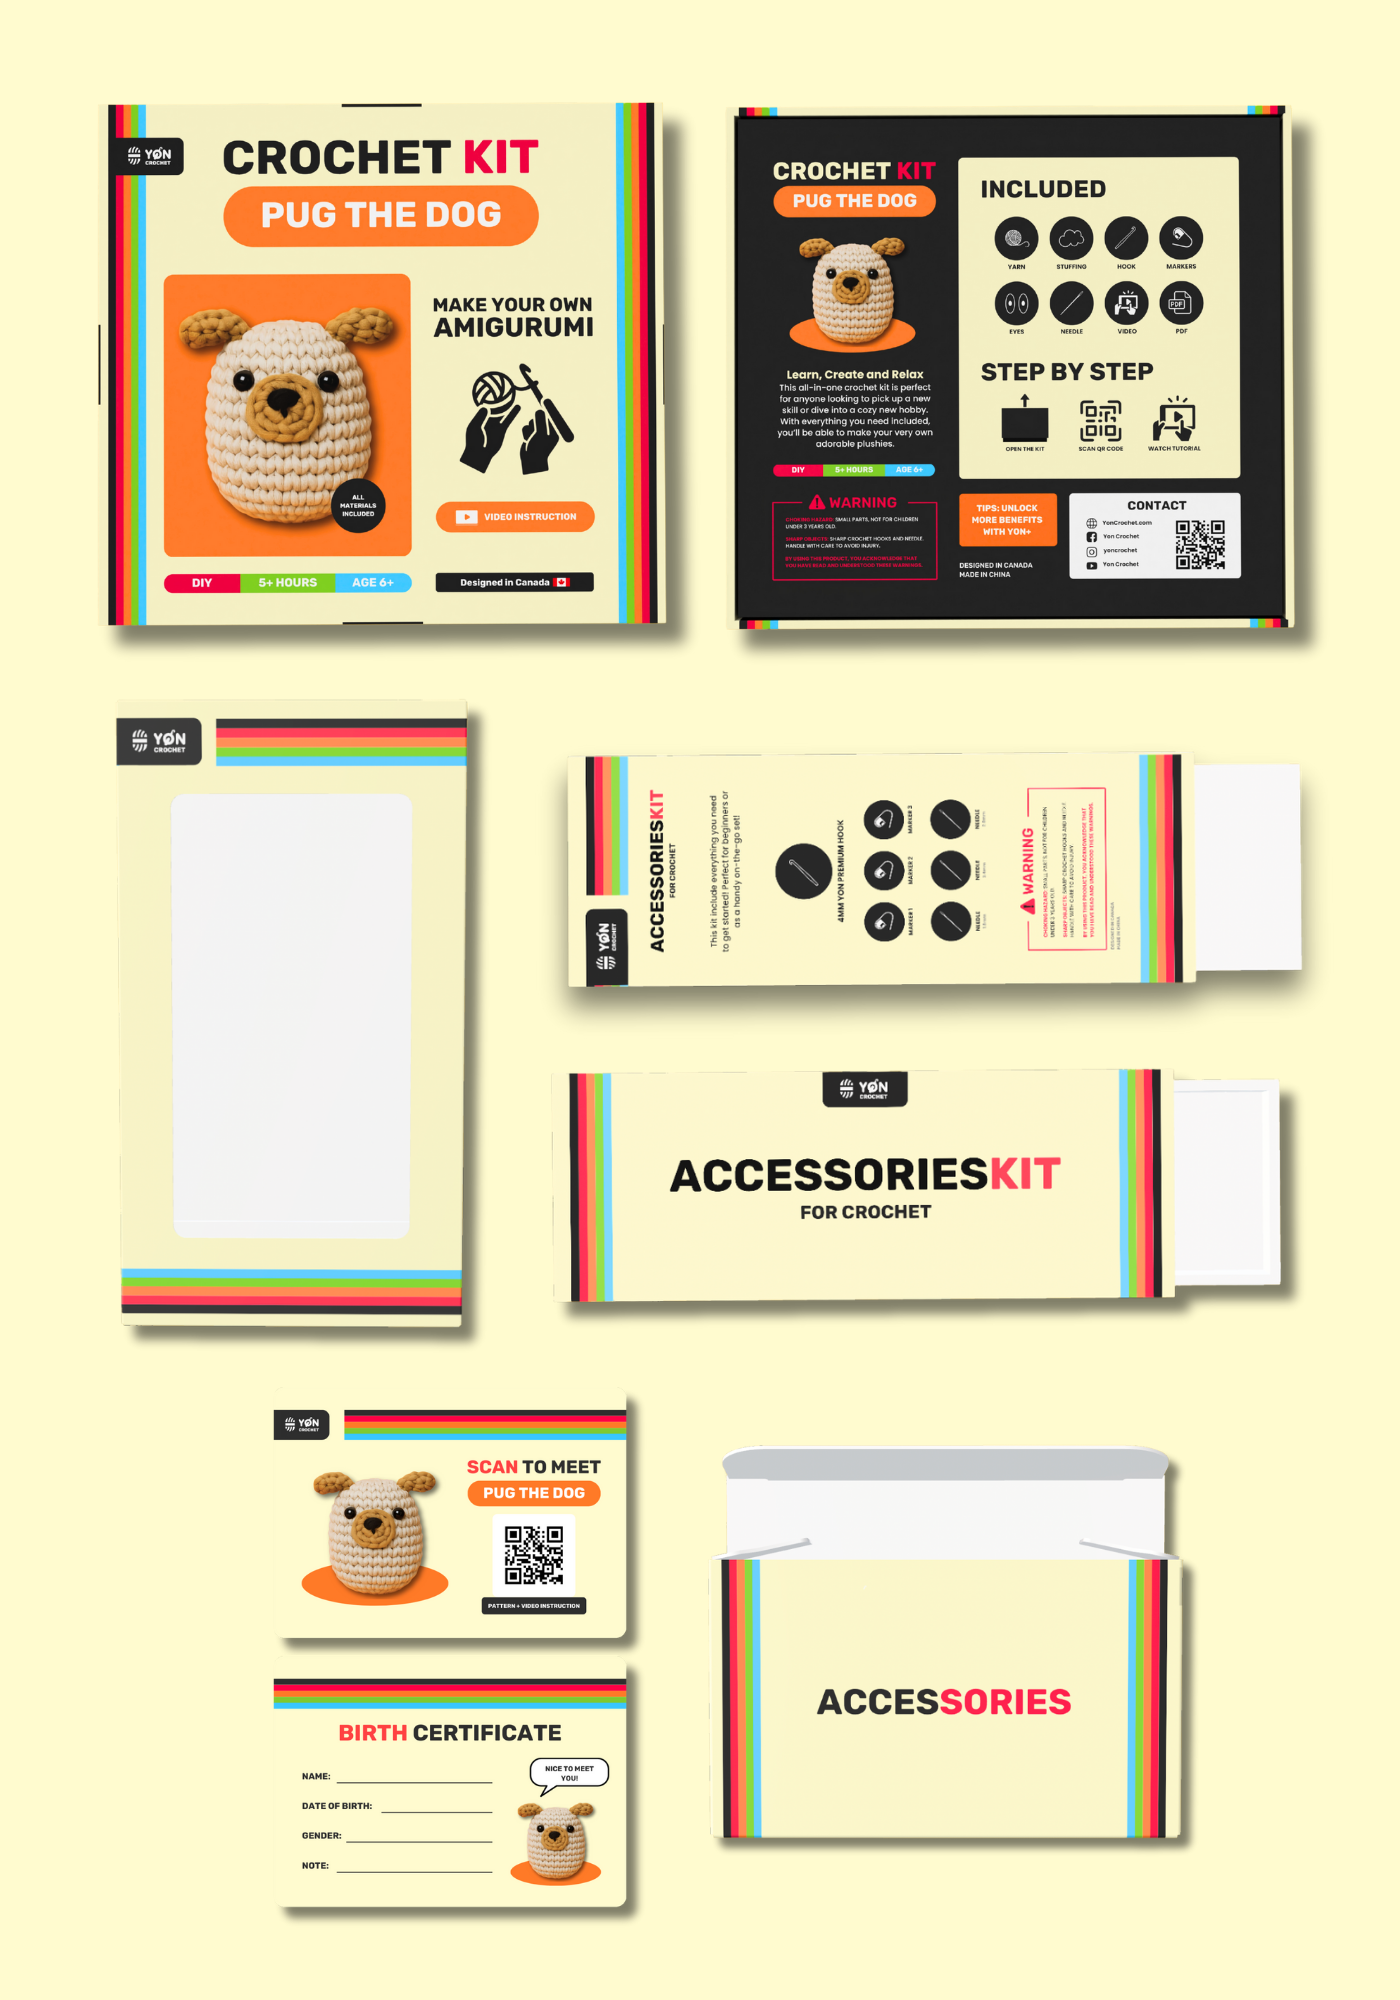 YON
CROCHET
CROCHET KIT
PUG THE DOG
MAKE YOUR OWN
AMIGURUMI
ALL
MATERIALS
INCLUDED
VIDEO INSTRUCTION
DIY
5+ HOURS
AGE 6+
Designed in Canada
CROCHET KIT
PUG THE DOG
Learn, Create and Relax
This all-in-one crochet kit is perfect
for anyone looking to pick up a new
skill or dive into a cozy new hobby.
With everything you need included,
you'll be able to make your very own
adorable plushies.
DIY
5+ HOURS
AGE 6+
WARNING
CHOKING HAZARD: SMALL PARTS, NOT FOR CHILDREN
UNDER 3 YEARS OLD.
SHARP OBJECTS: SHARP CROCHET HOOKS AND NEEDLE.
HANDLE WITH CARE TO AVOID INJURY.
BY USING THIS PRODUCT, YOU ACKNOWLEDGE THAT
YOU HAVE READ AND UNDERSTOOD THESE WARNINGS.
INCLUDED
YARN
STUFFING
HOOK
MARKERS
EYES
NEEDLE
VIDEO
PDF
PDF
STEP BY STEP
OPEN THE KIT
SCAN QR CODE
WATCH TUTORIAL
TIPS: UNLOCK
MORE BENEFITS
WITH YON+
DESIGNED IN CANADA
MADE IN CHINA
CONTACT
YonCrochet.com
Yon Crochet
yoncrochet
Yon Crochet
YON
CROCHET
YON
CROCHET
ACCESSORIESKIT
FOR CROCHET
This kit include everything you need
to get started! Perfect for beginners or
as a handy on-the-go set!
4MM YON PREMIUM HOOK
MARKER 1
MARKER 2
MARKER 3
NEEDLE
NEEDLE
NEEDLE
WARNING
CHOKING HAZARD: SMALL PARTS, NOT FOR CHILDREN
UNDER 3 YEARS OLD.
SHARP OBJECTS: SHARP CROCHET HOOKS AND NEEDLE.
HANDLE WITH CARE TO AVOID INJURY.
BY USING THIS PRODUCT, YOU ACKNOWLEDGE THAT
YOU HAVE READ AND UNDERSTOOD THESE WARNINGS.
DESIGNED IN CANADA
MADE IN CHINA
YON
CROCHET
ACCESSORIESKIT
FOR CROCHET
YON
CROCHET
SCAN TO MEET
PUG THE DOG
PATTERN + VIDEO INSTRUCTION
BIRTH CERTIFICATE
NAME:
DATE OF BIRTH:
GENDER:
NOTE:
NICE TO MEET
YOU!
ACCESSORIES